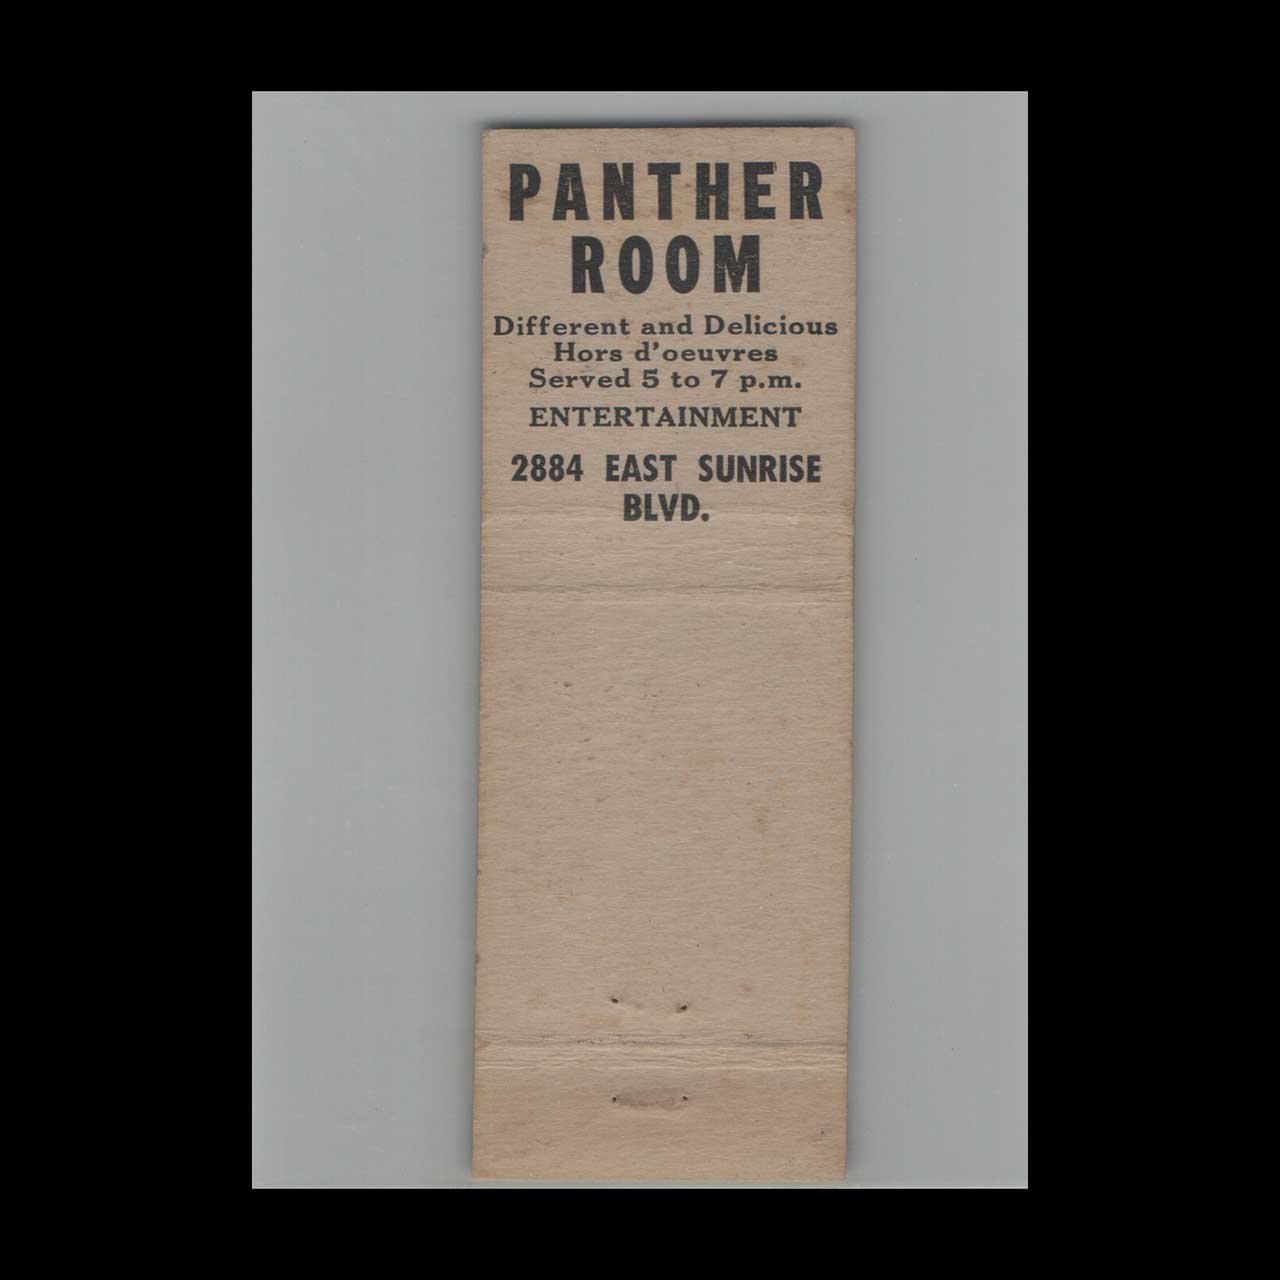 PANTHER
ROOM
Different and Delicious
Hors d'oeuvres
Served 5 to 7 p.m.
ENTERTAINMENT
2884 EAST SUNRISE
BLVD.